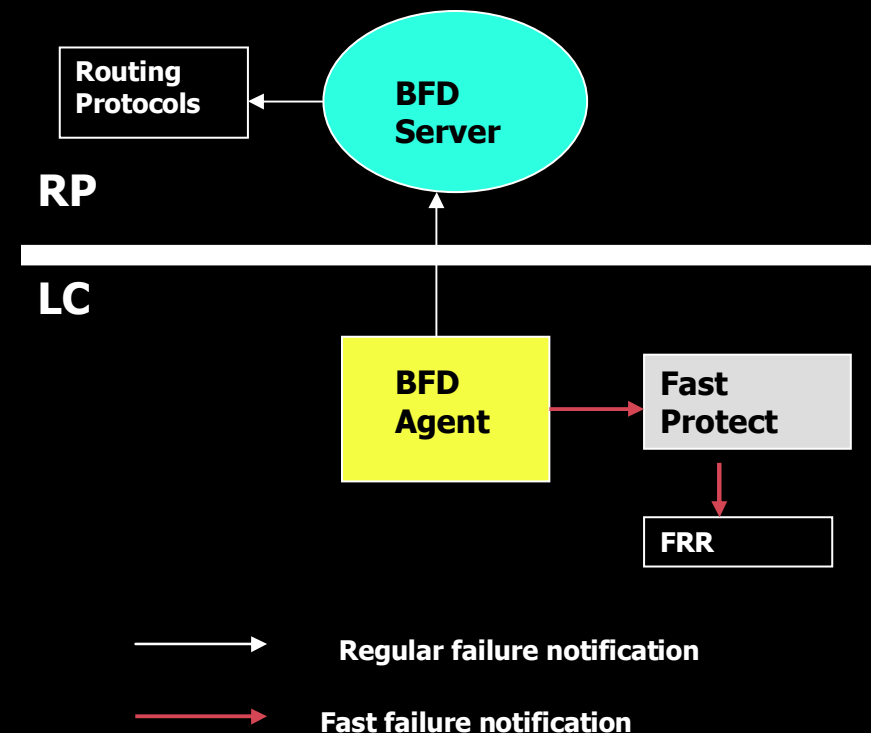 Routing
Protocols
BFD
Server
RP
LC
BFD
Agent
Fast
Protect
FRR
Regular failure notification
Fast failure notification